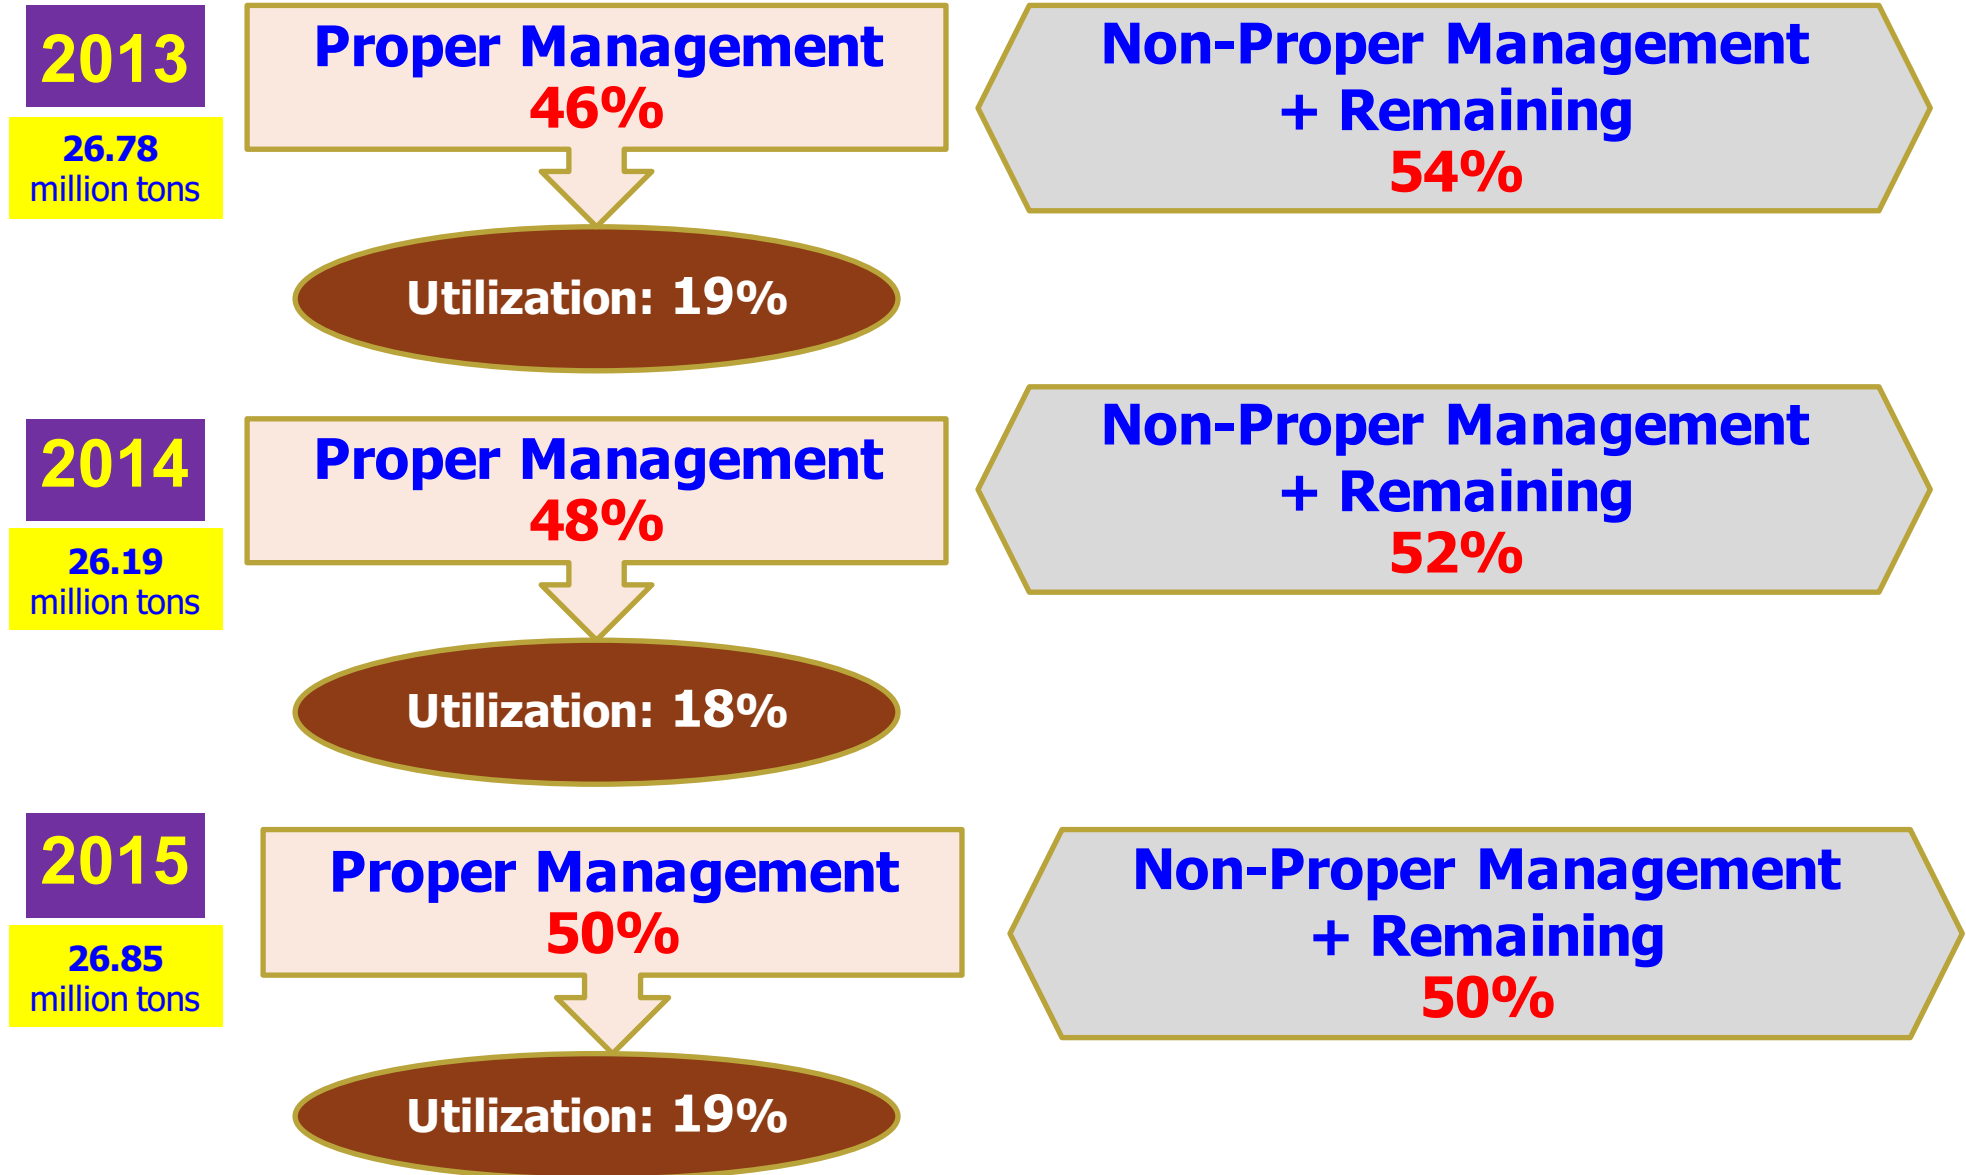 2013
26.78
million tons
Proper Management
46%
Utilization: 19%
Non-Proper Management
+ Remaining
54%
2014
26.19
million tons
Proper Management
48%
Utilization: 18%
Non-Proper Management
+ Remaining
52%
2015
26.85
million tons
Proper Management
50%
Utilization: 19%
Non-Proper Management
+ Remaining
50%